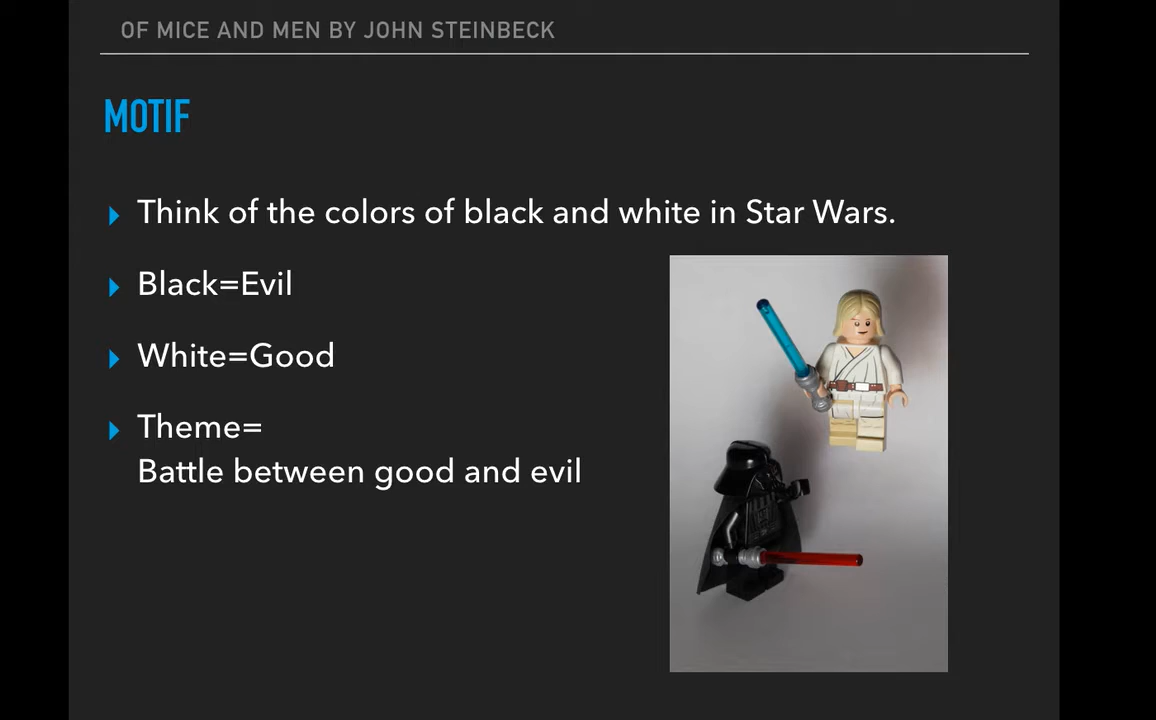 OF MICE AND MEN BY JOHN STEINBECK
MOTIF
Think of the colors of black and white in Star Wars.
Black=Evil
White=Good
Theme=
Battle between good and evil